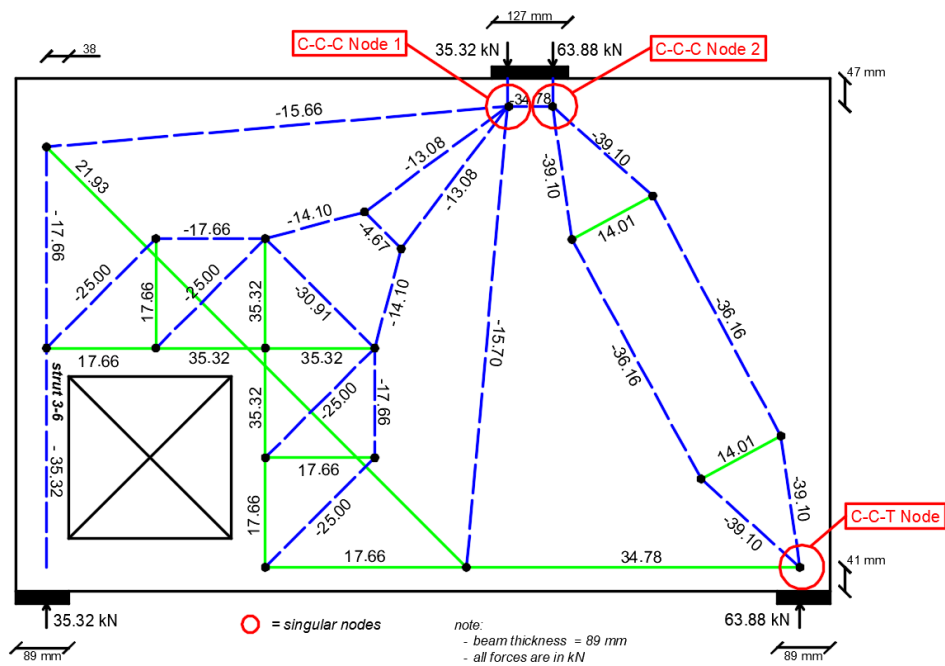 127 mm
38
C-C-C Node 1
35.32 kN
63.88 kN
C-C-C Node 2
47 mm
-34.78
-15.66
21.93
-13.08
-13.08
-39.10
-39.10
-14.10
-4.67
14.01
-17.66
-17.66
-25.00
17.66
-25.00
35.32
-30.91
-14.10
-15.70
-36.16
-36.16
17.66
35.32
35.32
strut 3-6
-35.32
35.32
-25.00
-17.66
17.66
14.01
17.66
-25.00
-39.10
-39.10
C-C-T Node
17.66
34.78
41 mm
35.32 kN
= singular nodes
note:
- beam thickness = 89 mm
- all forces are in kN
63.88 kN
89 mm
89 mm